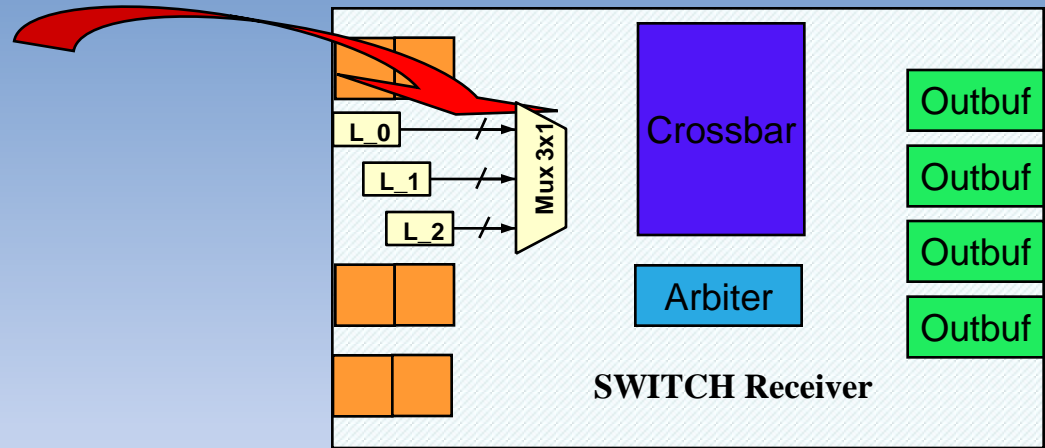 L_0
L_1
L_2
Mux 3x1
Crossbar
Arbiter
Outbuf
Outbuf
Outbuf
Outbuf
SWITCH Receiver